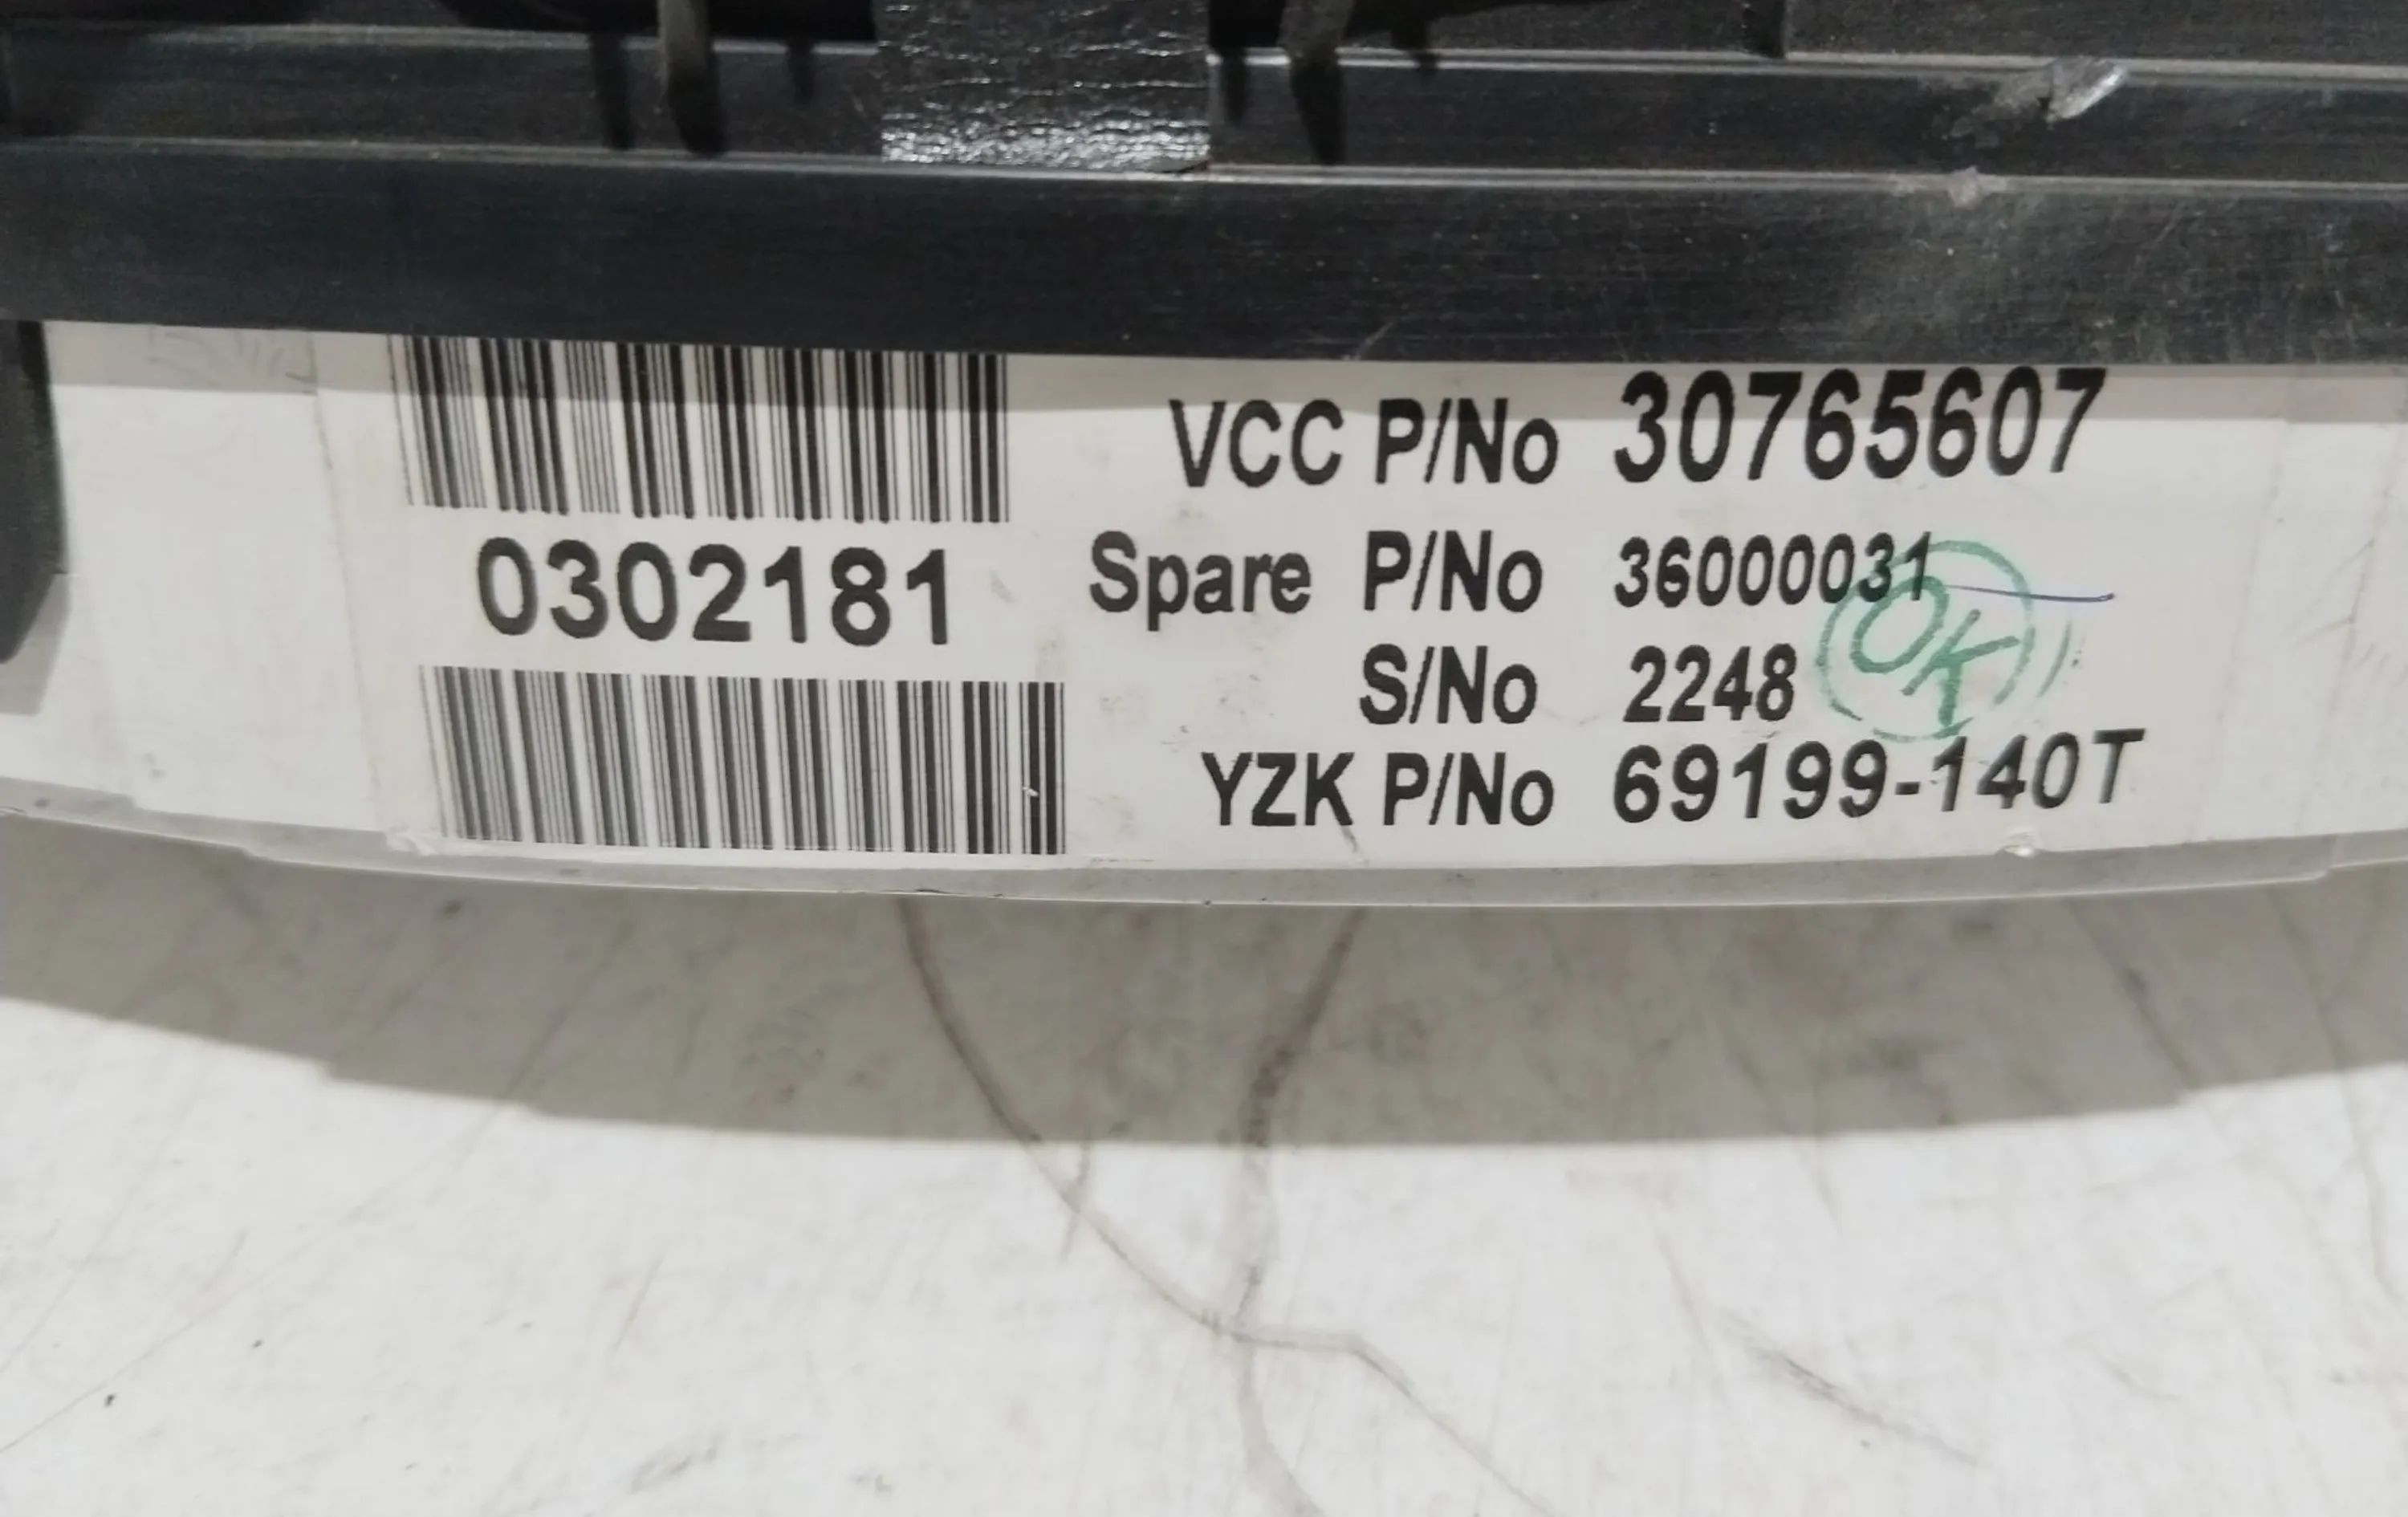 0302181
VCC P/No 30765607
Spare P/No 36000031
S/No 2248
OK
YZK P/No 69199-140T